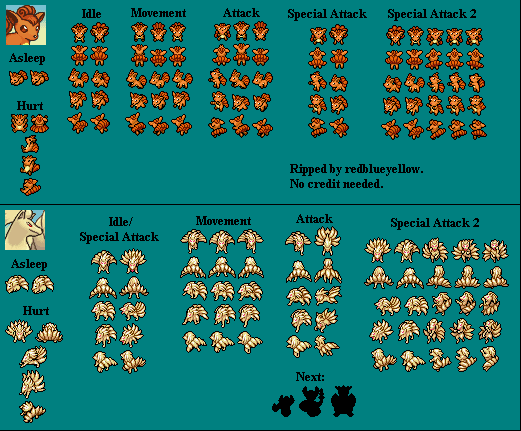 Idle
Movement
Attack
Special Attack
Special Attack 2
Asleep
Hurt
Ripped by redblueyellow.
No credit needed.
Idle/
Special Attack
Movement
Attack
Special Attack 2
Asleep
Hurt
Next: